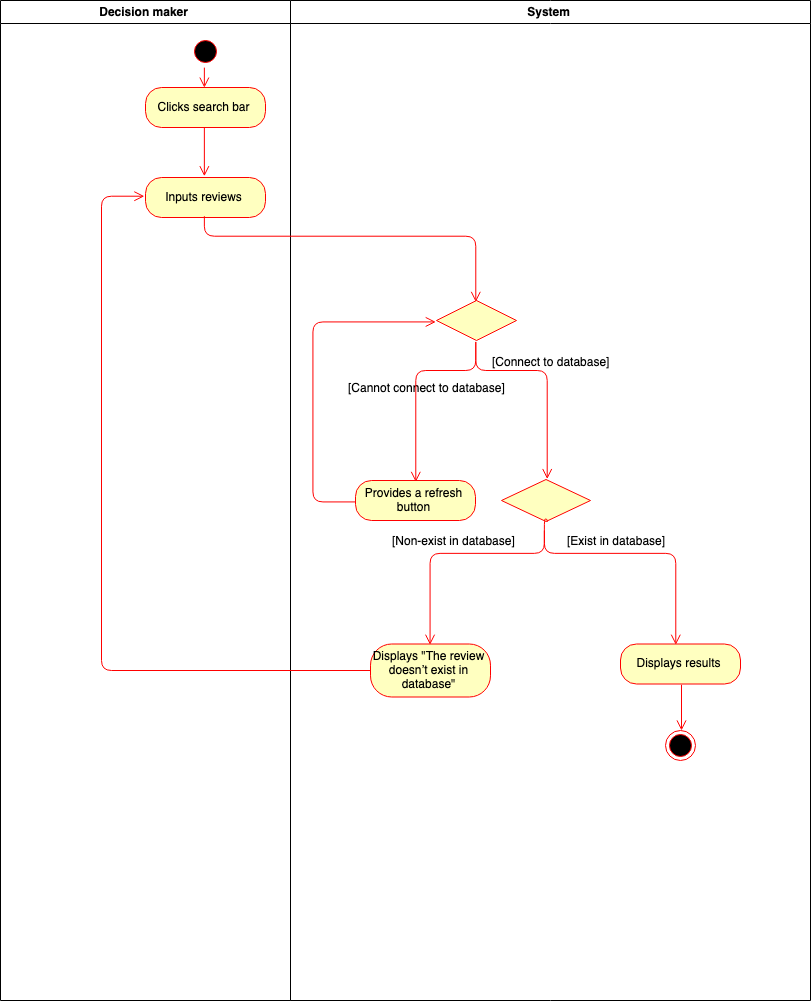 Decision maker
System
Clicks search bar
Inputs reviews
[Connect to database]
[Cannot connect to database]
Provides a refresh
button
[Non-exist in database]
[Exist in database]
Displays "The review
doesn’t exist in
database"
Displays results